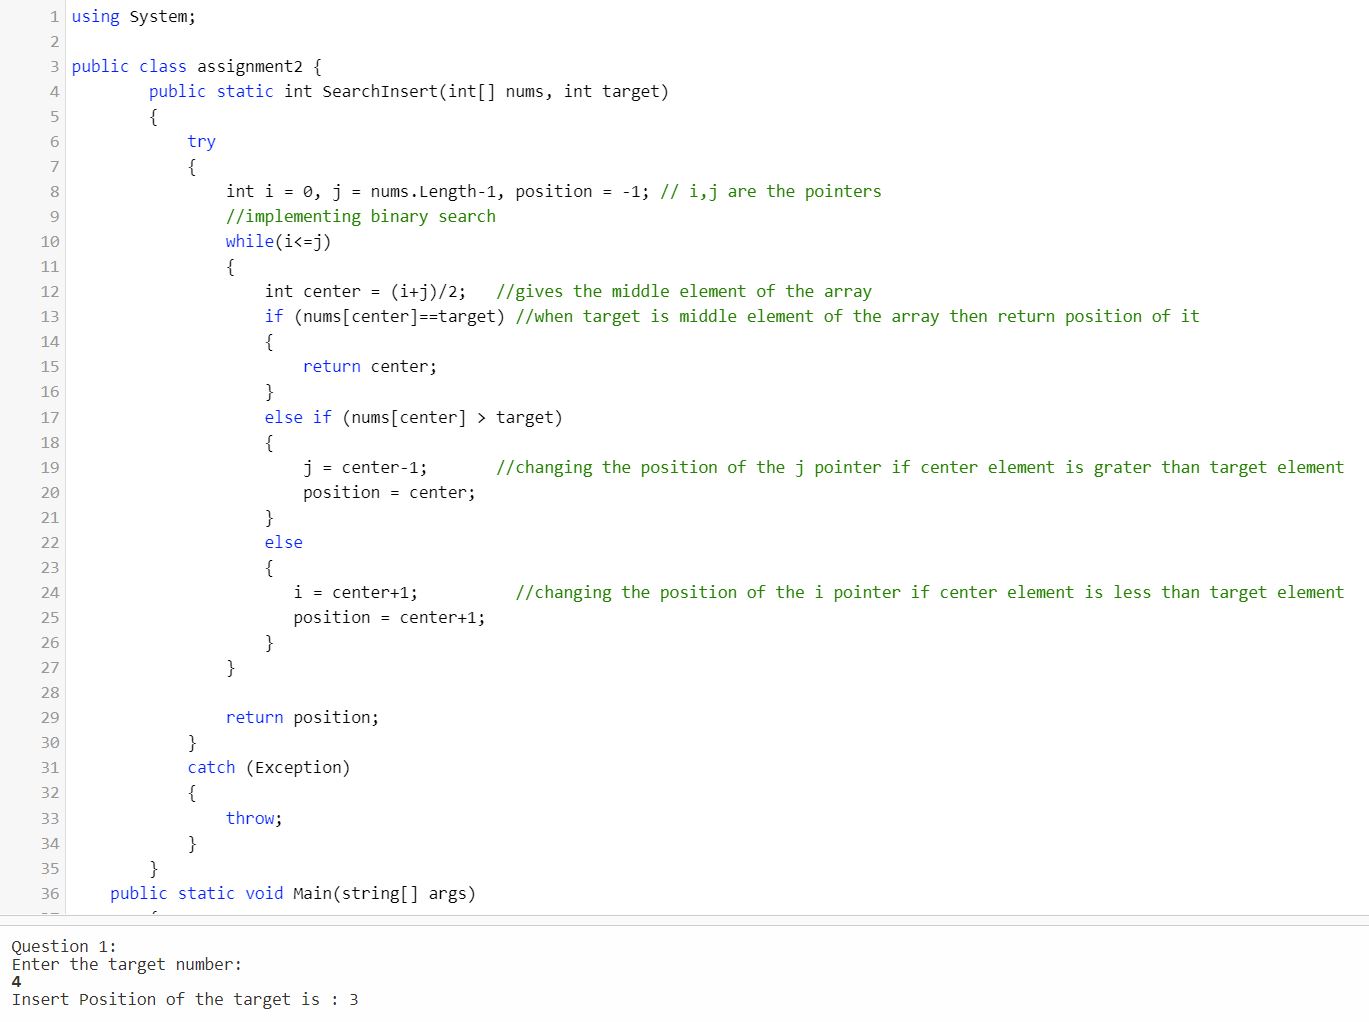 1 using System;
2
3 public class assignment2 {
4 public static int SearchInsert(int[] nums, int target)
5 {
6 try
7 {
8 int i = 0, j = nums.Length-1, position = -1; // i,j are the pointers
9 //implementing binary search
10 while(i<=j)
11 {
12 int center = (i+j)/2; //gives the middle element of the array
13 if (nums[center]==target) //when target is middle element of the array then return position of it
14 {
15 return center;
16 }
17 else if (nums[center] > target)
18 {
19 j = center-1; //changing the position of the j pointer if center element is grater than target element
20 position = center;
21 }
22 else
23 {
24 i = center+1; //changing the position of the i pointer if center element is less than target element
25 position = center+1;
26 }
27 }
28
29 return position;
30 }
31 catch (Exception)
32 {
33 throw;
34 }
35 }
36 public static void Main(string[] args)
Question 1:
Enter the target number:
4
Insert Position of the target is : 3